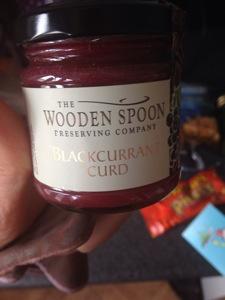 THE
WOODEN SPOON
PRESERVING COMPANY
BLACKCURRANT
CURD